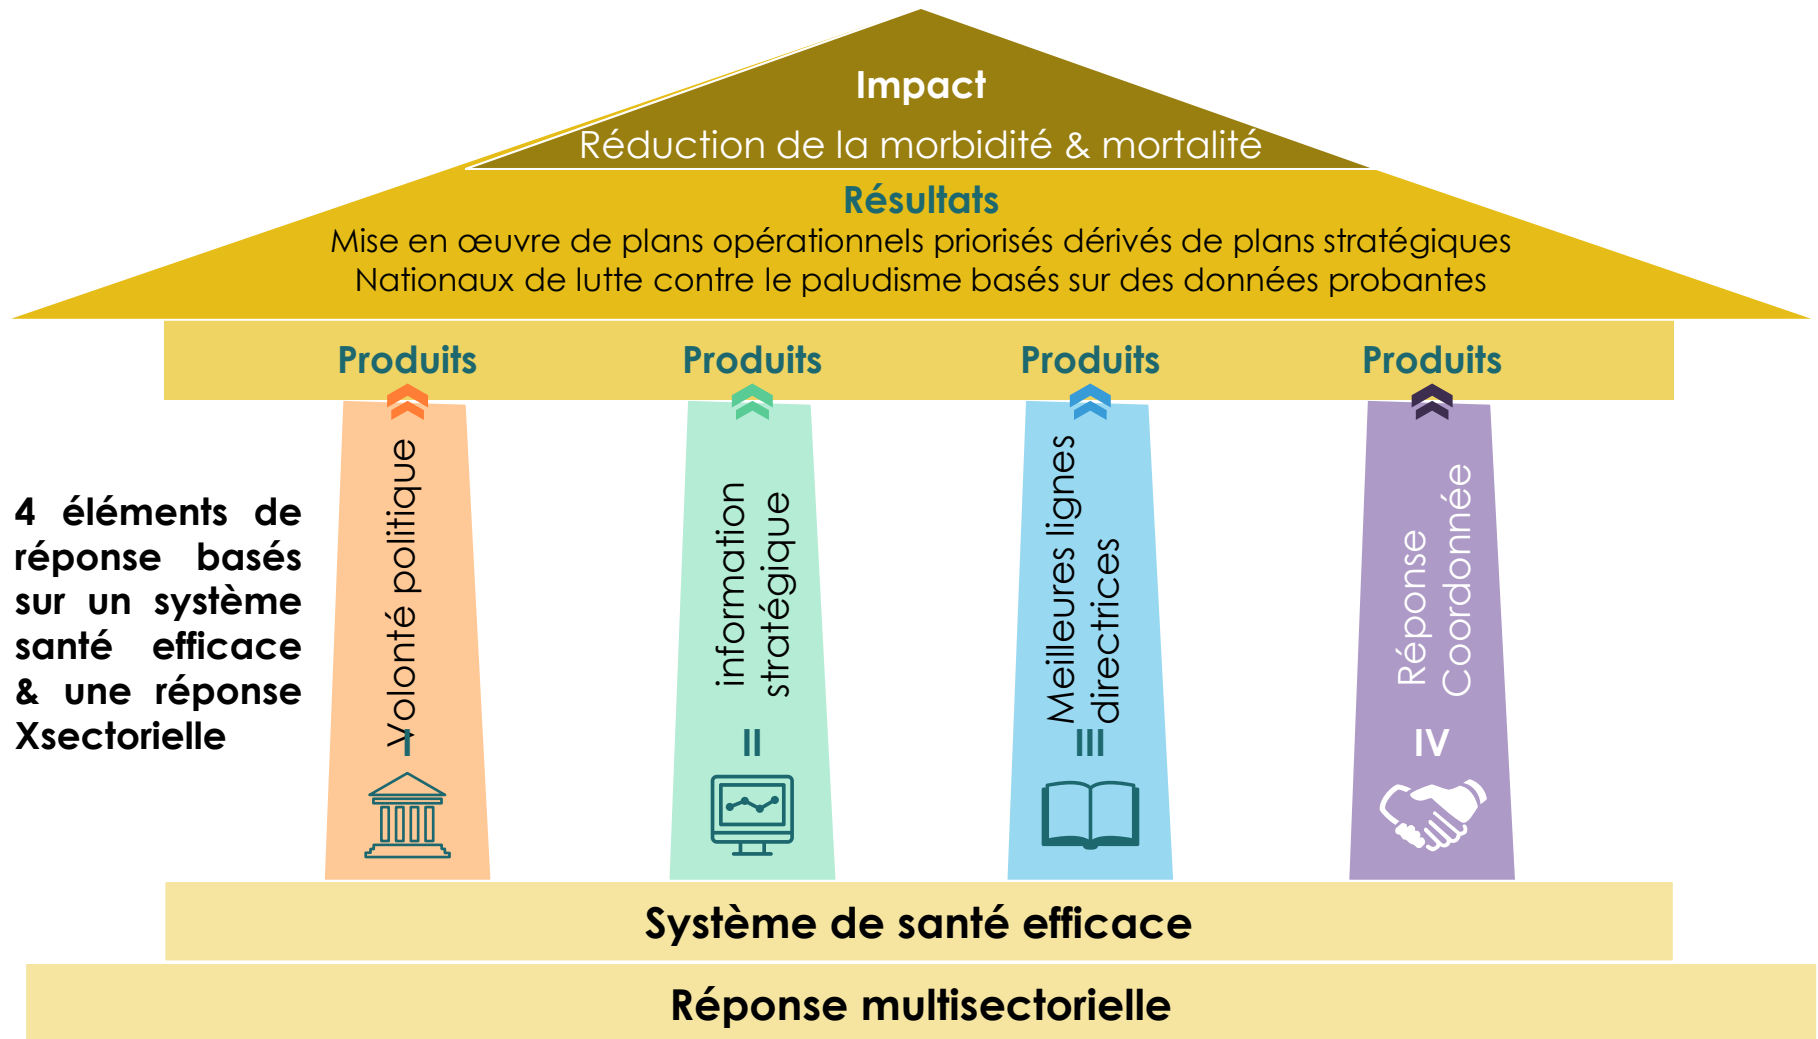 Impact
Réduction de la morbidité & mortalité
Résultats
Mise en œuvre de plans opérationnels priorisés dérivés de plans stratégiques
Nationaux de lutte contre le paludisme basés sur des données probantes
Produits
Produits
Produits
Produits
4 éléments de
réponse basés
sur un système
santé efficace
& une réponse
Xsectorielle
Volonté politique
I
information
stratégique
II
Meilleures lignes
directrices
III
Réponse
Coordonnée
IV
Système de santé efficace
Réponse multisectorielle